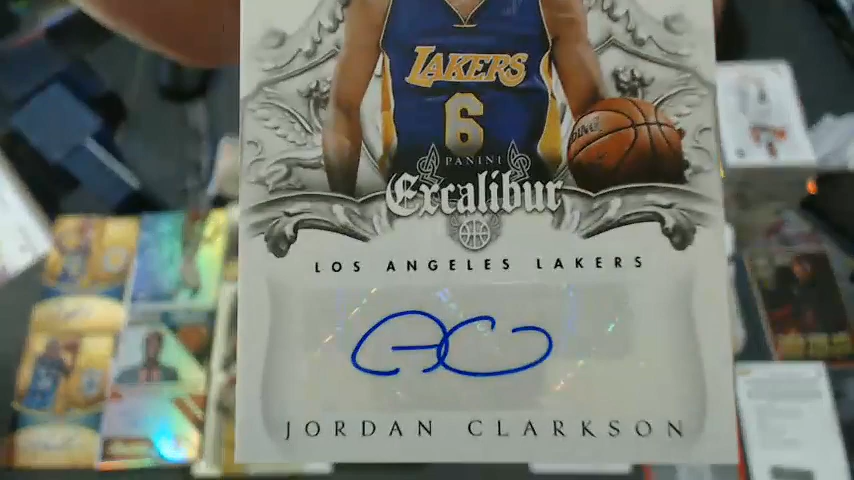 LAKERS
6
PANINI
Excalibur
LOS ANGELES LAKERS
JORDAN CLARKSON